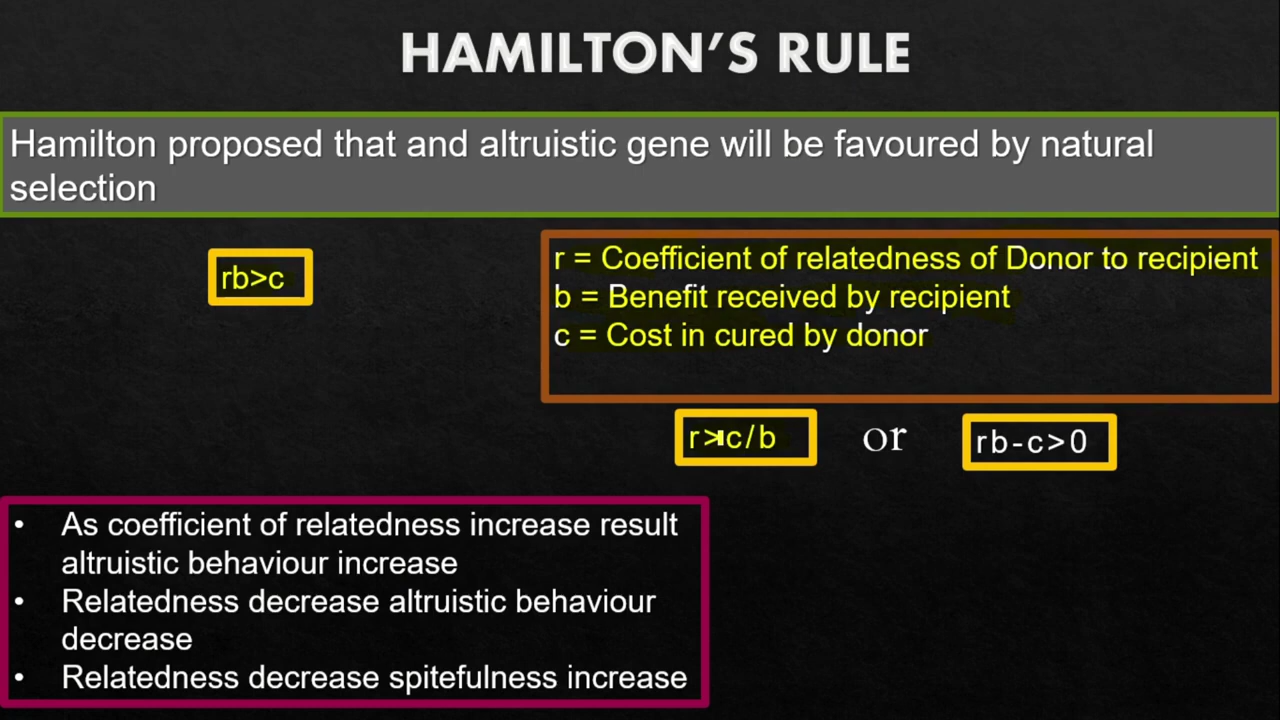 HAMILTON’S RULE
Hamilton proposed that and altruistic gene will be favoured by natural
selection
rb>c
r = Coefficient of relatedness of Donor to recipient
b = Benefit received by recipient
c = Cost in cured by donor
r>c/b or rb-c>0
• As coefficient of relatedness increase result
altruistic behaviour increase
• Relatedness decrease altruistic behaviour
decrease
• Relatedness decrease spitefulness increase